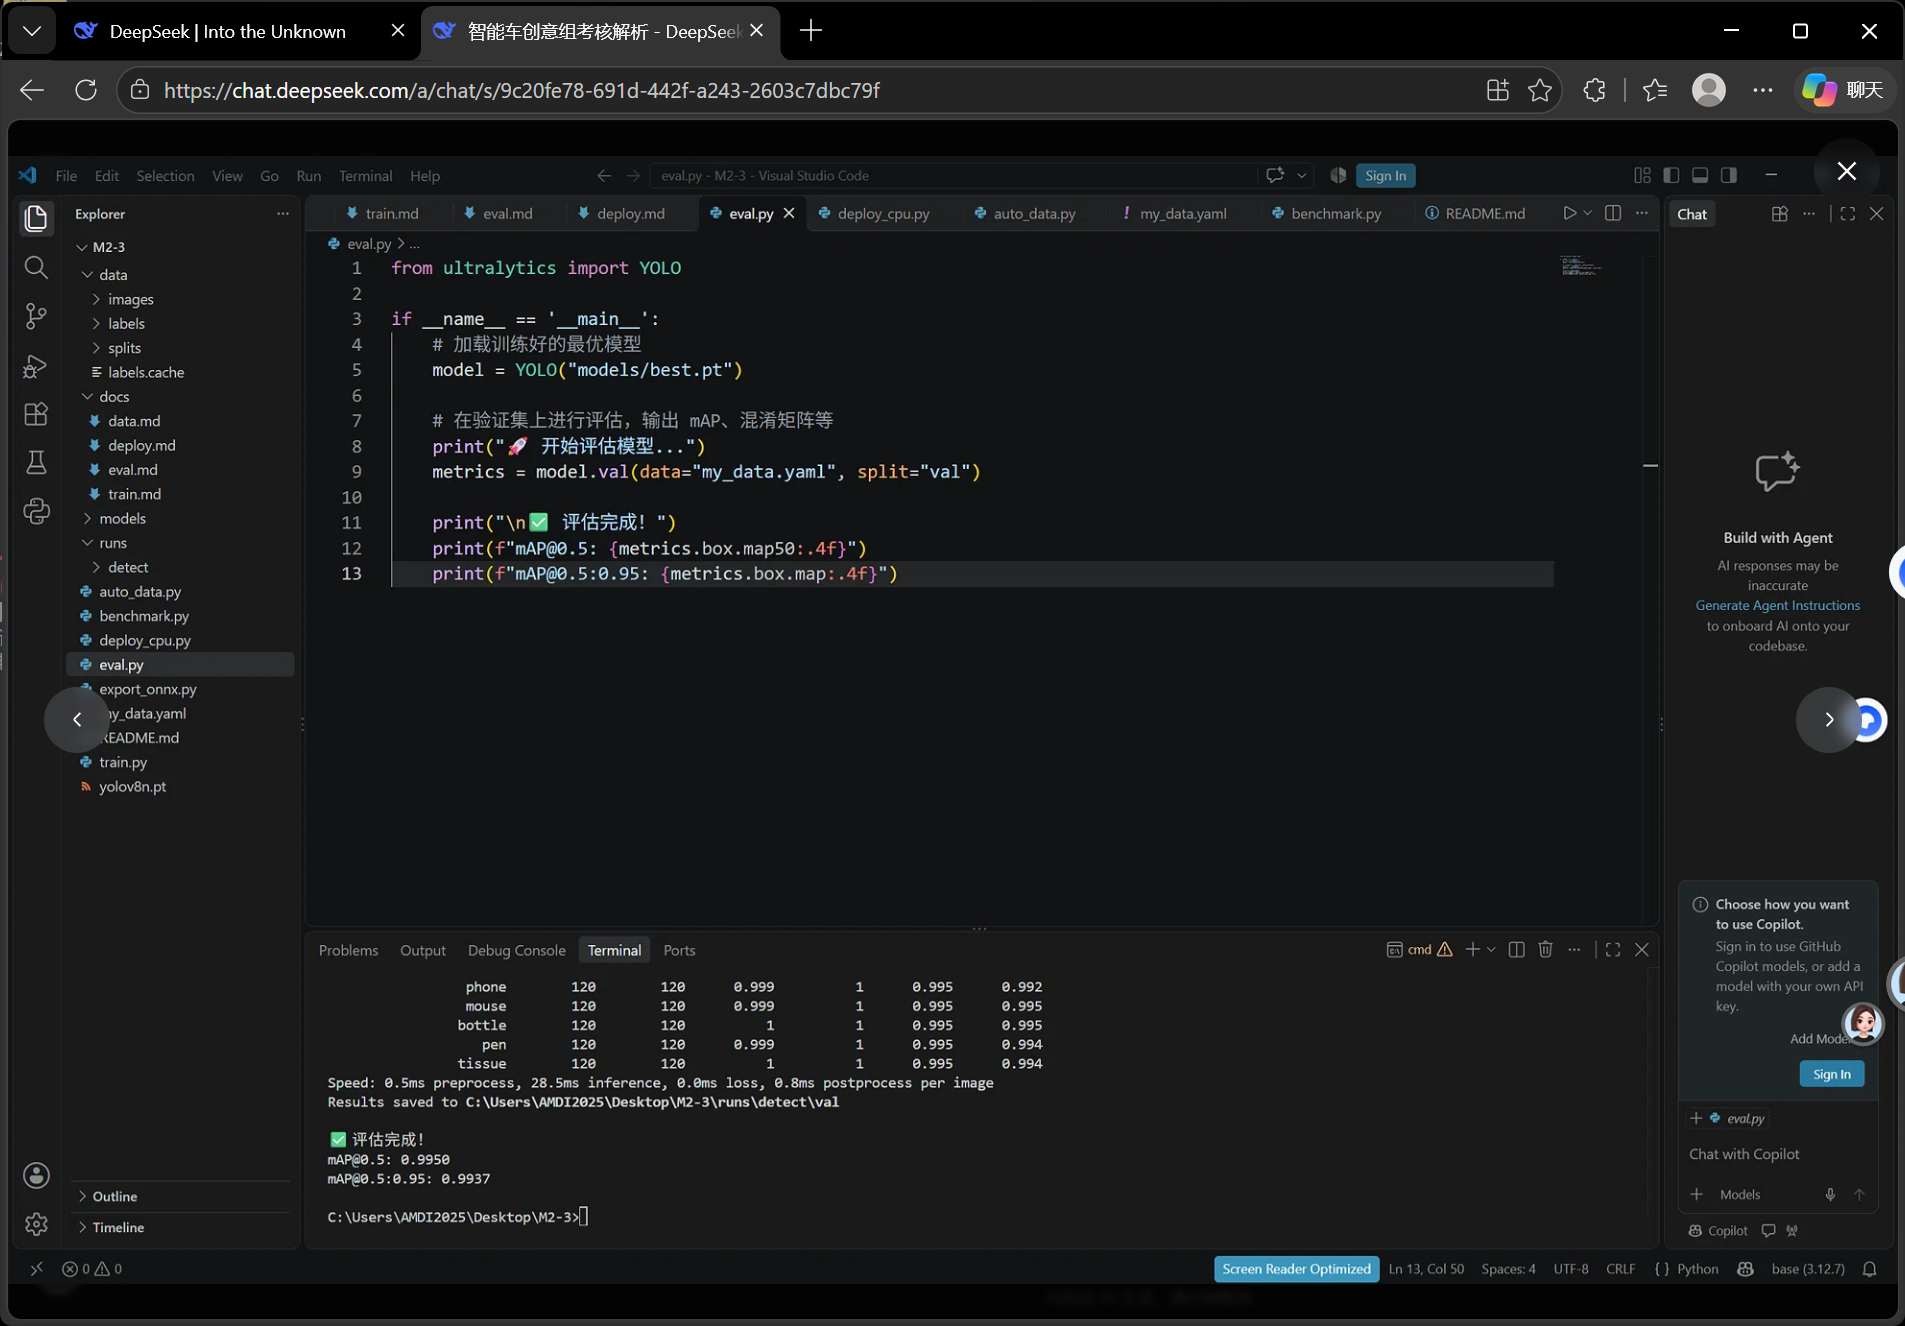 DeepSeek | Into the Unknown
智能车创意组考核解析 - DeepSeek
https://chat.deepseek.com/a/chat/s/9c20fe78-691d-442f-a243-2603c7dbc79f
聊天
File Edit Selection View Go Run Terminal Help
eval.py - M2-3 - Visual Studio Code
Sign In
Explorer
M2-3
data
images
labels
splits
labels.cache
docs
data.md
deploy.md
eval.md
train.md
models
runs
detect
auto_data.py
benchmark.py
deploy_cpu.py
eval.py
export_onnx.py
y_data.yaml
README.md
train.py
yolov8n.pt
Outline
Timeline
train.md eval.md deploy.md eval.py deploy_cpu.py auto_data.py ! my_data.yaml benchmark.py README.md
eval.py > ...
1 from ultralytics import YOLO
2
3 if __name__ == '__main__':
4 # 加载训练好的最优模型
5 model = YOLO("models/best.pt")
6
7 # 在验证集上进行评估，输出 mAP、混淆矩阵等
8 print("🚀 开始评估模型...")
9 metrics = model.val(data="my_data.yaml", split="val")
10
11 print("\n✅ 评估完成！")
12 print(f"mAP@0.5: {metrics.box.map50:.4f}")
13 print(f"mAP@0.5:0.95: {metrics.box.map:.4f}")
Problems Output Debug Console Terminal Ports
cmd
phone 120 120 0.999 1 0.995 0.992
mouse 120 120 0.999 1 0.995 0.995
bottle 120 120 1 1 0.995 0.995
pen 120 120 0.999 1 0.995 0.994
tissue 120 120 1 1 0.995 0.994
Speed: 0.5ms preprocess, 28.5ms inference, 0.0ms loss, 0.8ms postprocess per image
Results saved to C:\Users\AMDI2025\Desktop\M2-3\runs\detect\val
✅ 评估完成！
mAP@0.5: 0.9950
mAP@0.5:0.95: 0.9937
C:\Users\AMDI2025\Desktop\M2-3>
Chat
Build with Agent
AI responses may be
inaccurate
Generate Agent Instructions
to onboard AI onto your
codebase.
Choose how you want
to use Copilot.
Sign in to use GitHub
Copilot models, or add a
model with your own API
key.
Add Mode
Sign In
eval.py
Chat with Copilot
Models
Copilot
0 0
Screen Reader Optimized
Ln 13, Col 50
Spaces: 4
UTF-8
CRLF
{ } Python
base (3.12.7)